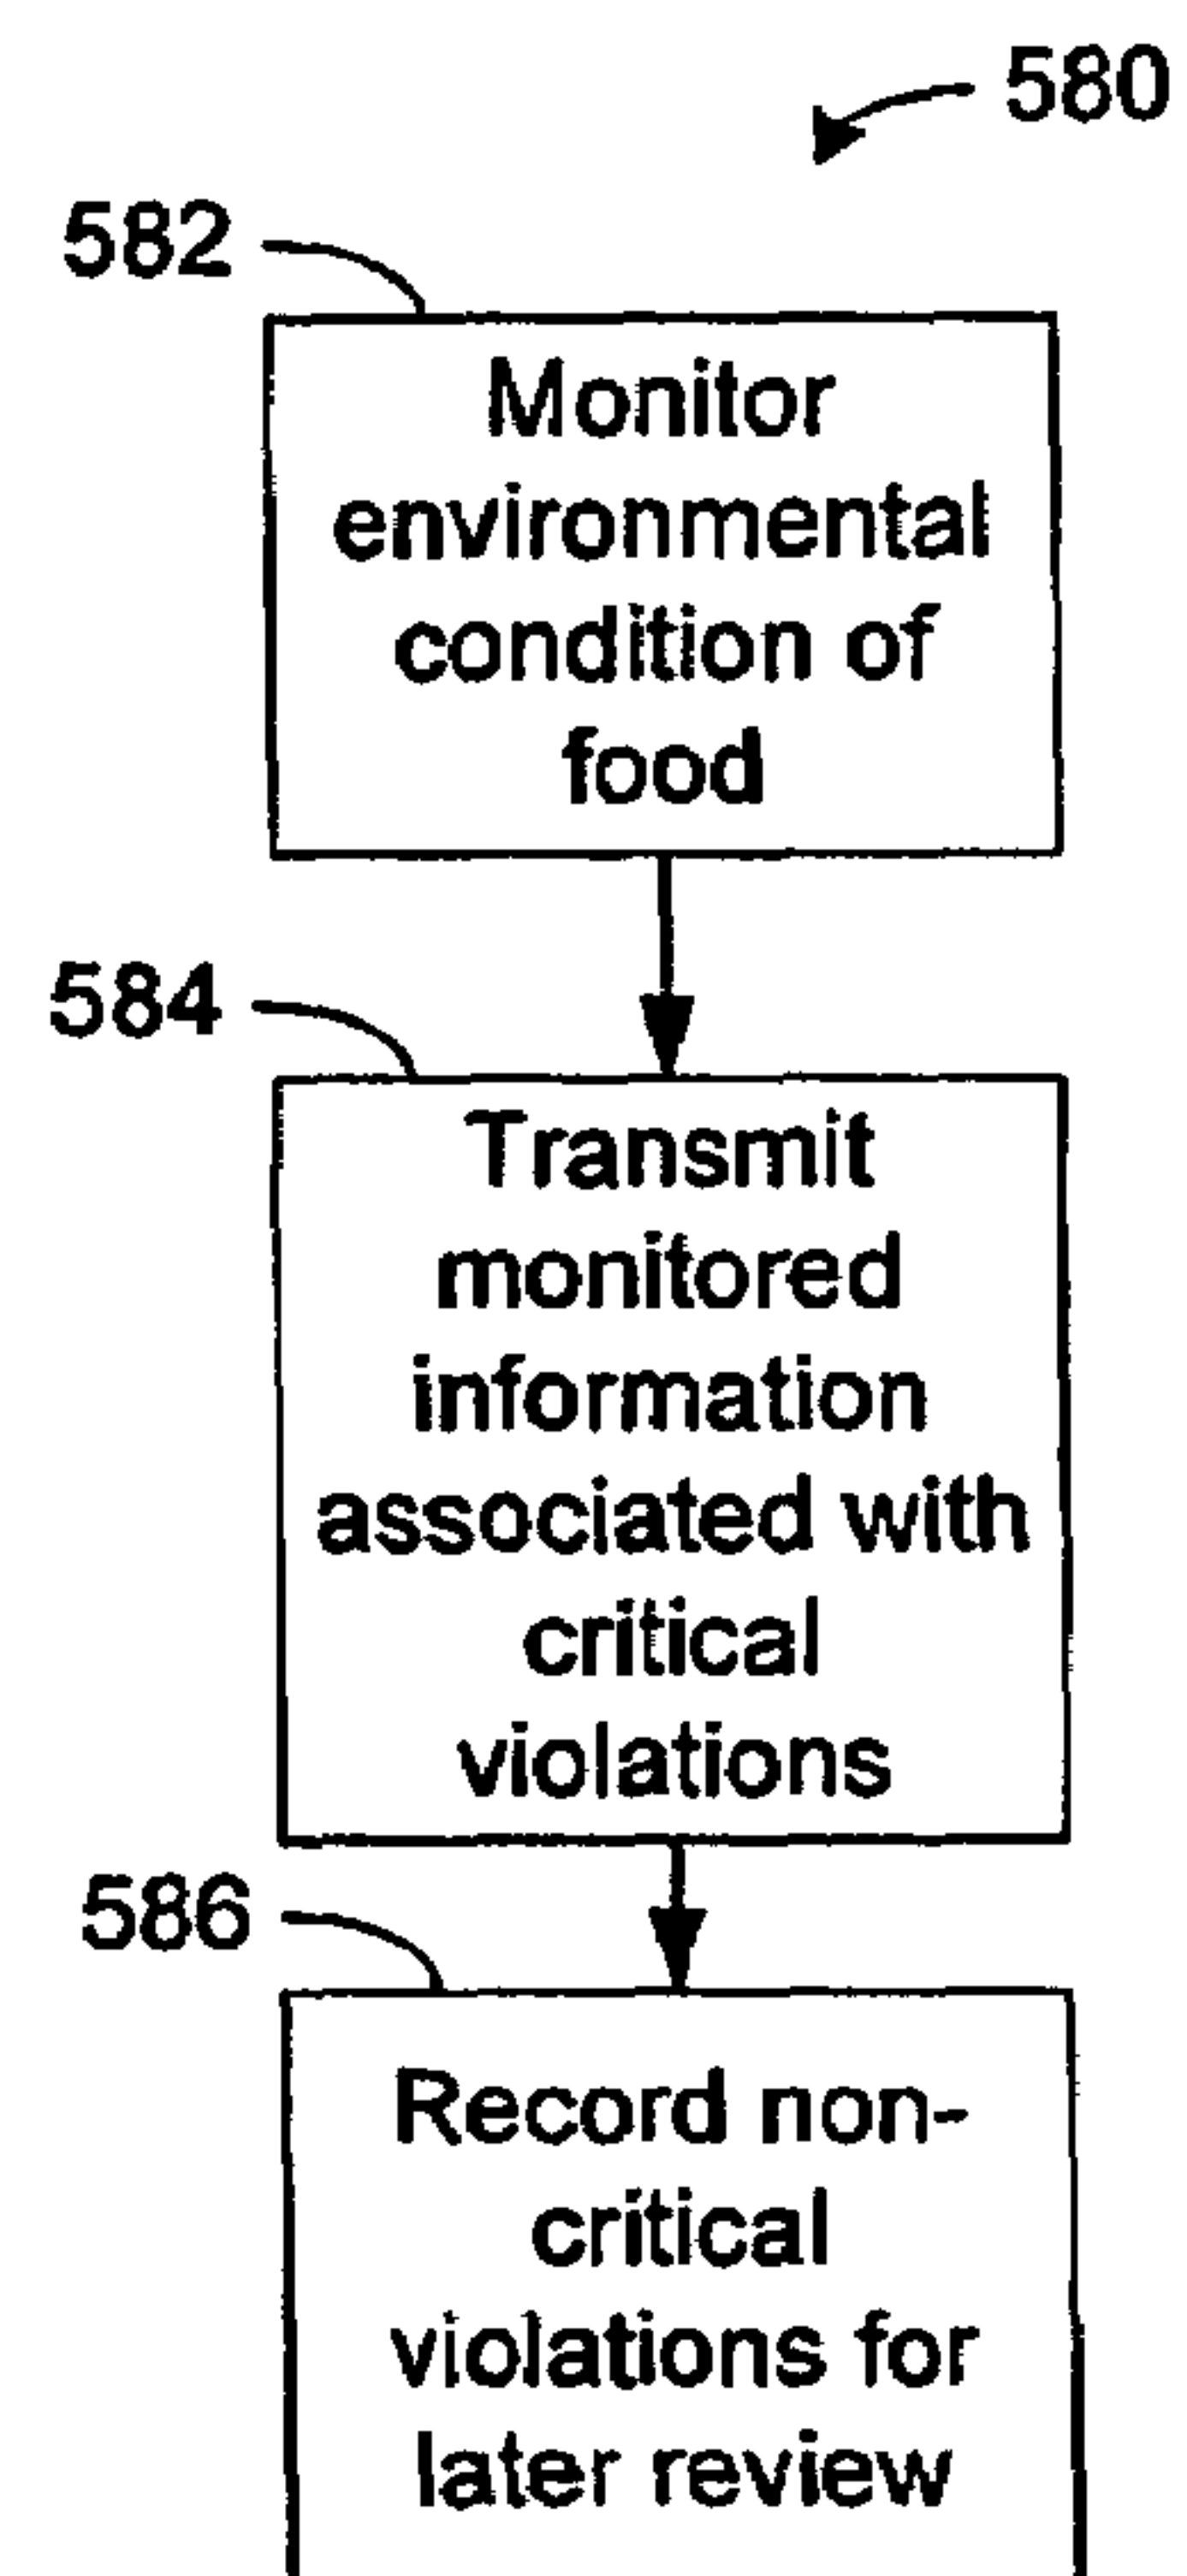 580
582
Monitor
environmental
condition of
food
584
Transmit
monitored
information
associated with
critical
violations
586
Record non-
critical
violations for
later review